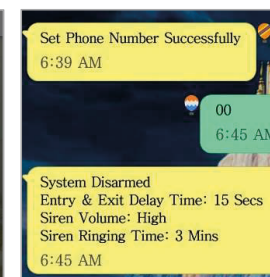 Set Phone Number Successfully
6:39 AM
00
6:45 AM
System Disarmed
Entry & Exit Delay Time: 15 Secs
Siren Volume: High
Siren Ringing Time: 3 Mins
6:45 AM